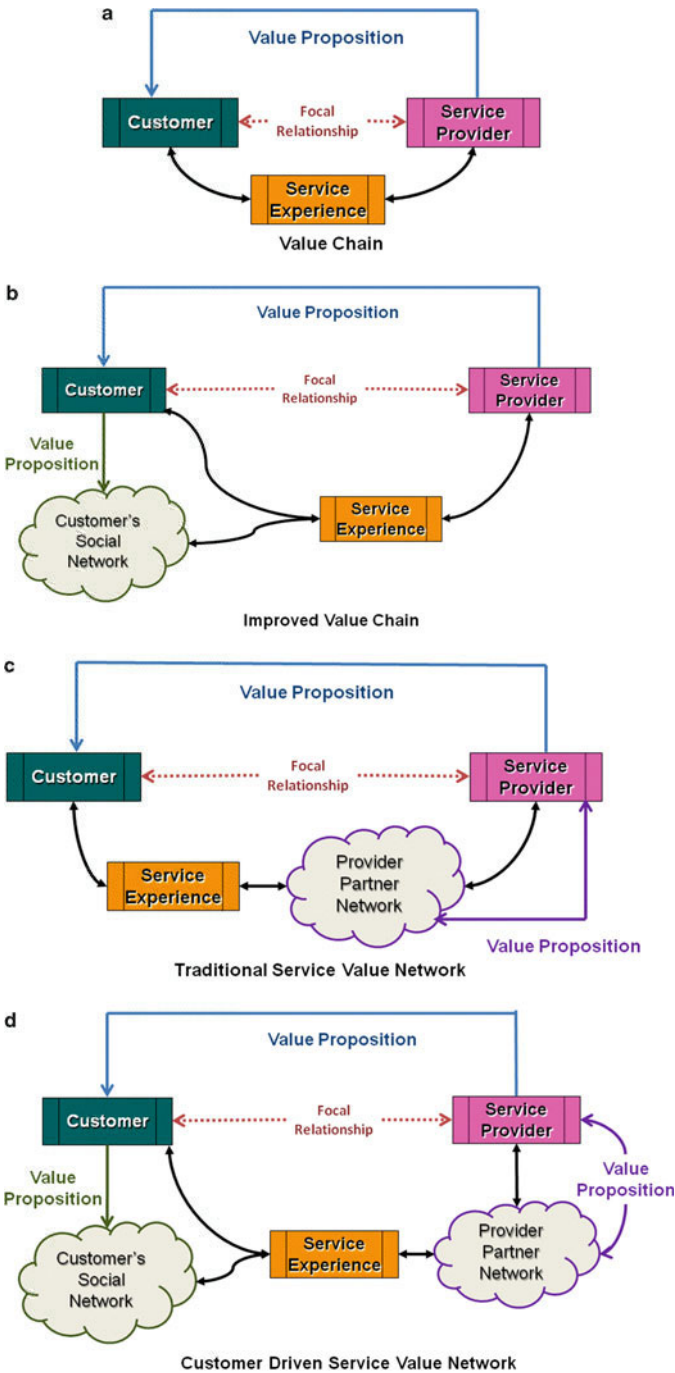 a
Value Proposition
Customer
Focal
Relationship
Service
Provider
Service
Experience
Value Chain
b
Value Proposition
Customer
Focal
Relationship
Service
Provider
Value
Proposition
Customer's
Social
Network
Service
Experience
Improved Value Chain
c
Value Proposition
Customer
Focal
Relationship
Service
Provider
Service
Experience
Provider
Partner
Network
Value Proposition
Traditional Service Value Network
d
Value Proposition
Customer
Focal
Relationship
Service
Provider
Value
Proposition
Value
Proposition
Customer's
Social
Network
Service
Experience
Provider
Partner
Network
Customer Driven Service Value Network